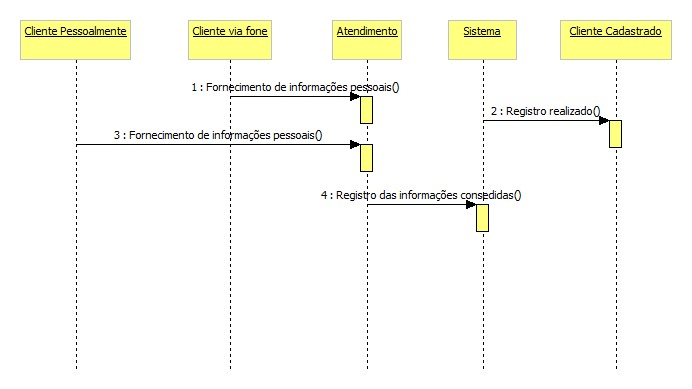 Cliente Pessoalmente
Cliente via fone
Atendimento
Sistema
Cliente Cadastrado
1 : Fornecimento de informações pessoais()
2 : Registro realizado()
3 : Fornecimento de informações pessoais()
4 : Registro das informações consedidas()